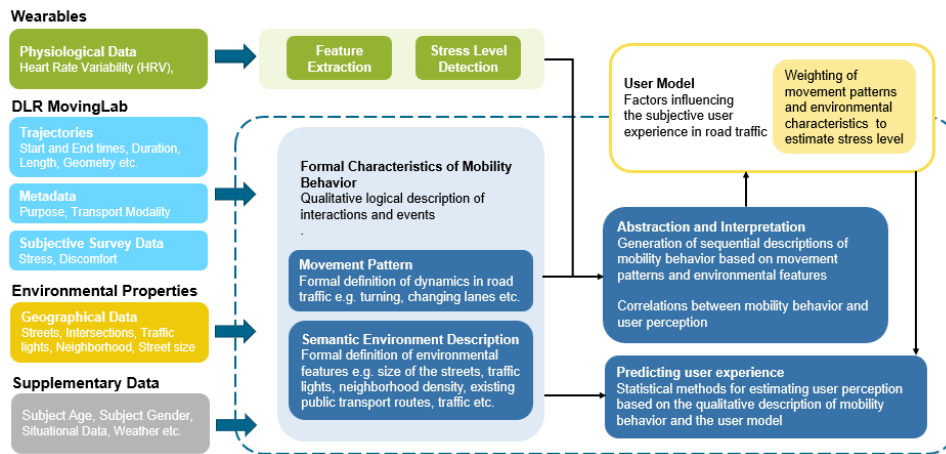 Wearables
Physiological Data
Heart Rate Variability (HRV),
Feature
Extraction
Stress Level
Detection
DLR MovingLab
Trajectories
Start and End times, Duration,
Length, Geometry etc.
Metadata
Purpose, Transport Modality
Subjective Survey Data
Stress, Discomfort
Environmental Properties
Geographical Data
Streets, Intersections, Traffic
lights, Neighborhood, Street size
Supplementary Data
Subject Age, Subject Gender,
Situational Data, Weather etc.
Formal Characteristics of Mobility
Behavior
Qualitative logical description of
interactions and events
.
Movement Pattern
Formal definition of dynamics in road
traffic e.g. turning, changing lanes etc.
Semantic Environment Description
Formal definition of environmental
features e.g. size of the streets, traffic
lights, neighborhood density, existing
public transport routes, traffic etc.
User Model
Factors influencing
the subjective user
experience in road traffic
Weighting of
movement patterns
and environmental
characteristics to
estimate stress level
Abstraction and Interpretation
Generation of sequential descriptions of
mobility behavior based on movement
patterns and environmental features
Correlations between mobility behavior and
user perception
Predicting user experience
Statistical methods for estimating user perception
based on the qualitative description of mobility
behavior and the user model